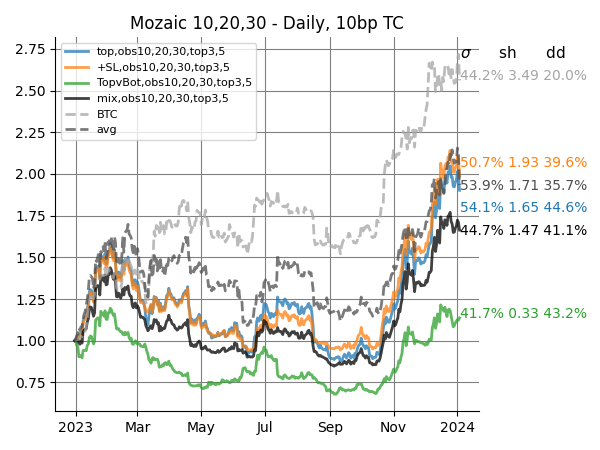 Mozaic 10,20,30 - Daily, 10bp TC
σ sh dd
top,obs10,20,30,top3,5
+SL,obs10,20,30,top3,5
TopvBot,obs10,20,30,top3,5
mix,obs10,20,30,top3,5
BTC
avg
44.2% 3.49 20.0%
50.7% 1.93 39.6%
53.9% 1.71 35.7%
54.1% 1.65 44.6%
44.7% 1.47 41.1%
41.7% 0.33 43.2%
2.75
2.50
2.25
2.00
1.75
1.50
1.25
1.00
0.75
2023 Mar May Jul Sep Nov 2024